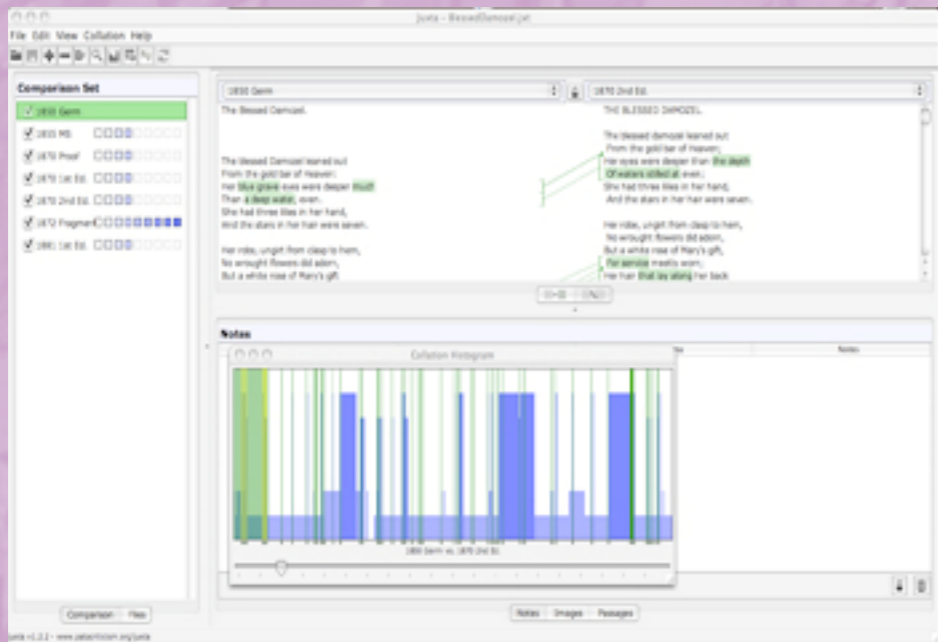 Juxta - BlessedDamozel.jxt
File Edit View Collation Help
Comparison Set
1850 Germ
1855 MS
1870 Proof
1870 1st Ed.
1870 2nd Ed.
1872 Fragment
1881 1st Ed.
Comparison Files
1850 Germ
The Blessed Damozel.
The blessed Damozel leaned out
From the gold bar of Heaven:
Her blue grave eyes were deeper much
Than a deep water, even.
She had three lilies in her hand,
And the stars in her hair were seven.
Her robe, ungirt from clasp to hem,
No wrought flowers did adorn,
But a white rose of Mary's gift
1870 2nd Ed.
THE BLESSED DAMOZEL.
The blessed damozel leaned out
From the gold bar of Heaven;
Her eyes were deeper than the depth
Of waters stilled at even;
She had three lilies in her hand,
And the stars in her hair were seven.
Her robe, ungirt from clasp to hem,
No wrought flowers did adorn,
But a white rose of Mary's gift,
For service meetly worn;
Her hair that lay along her back
Notes
Notes
Collation Histogram
1850 Germ vs. 1870 2nd Ed.
Notes Images Passages